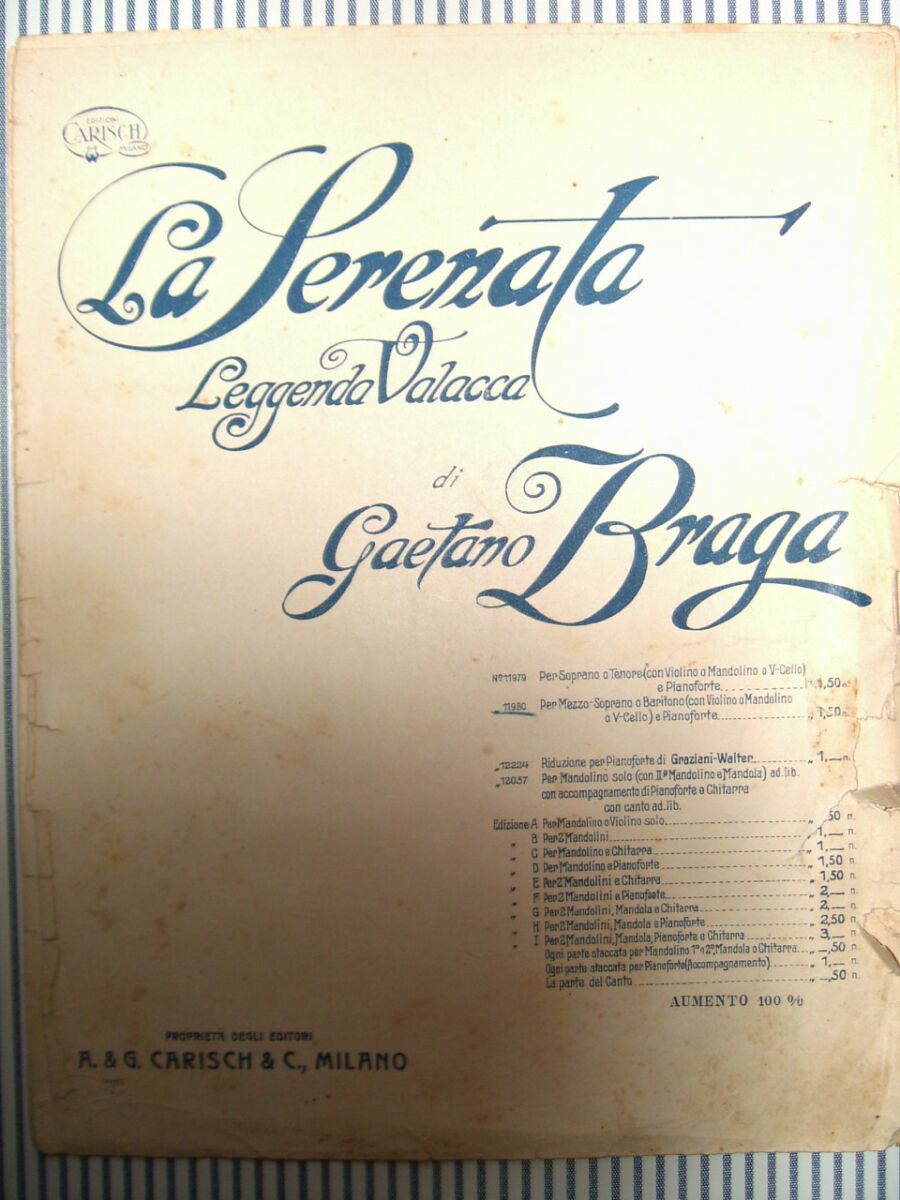 EDIZIONI
CARISCH
MILANO
La Serenata
Leggenda Valacca
di
Gaetano Braga
No 11979 Per Soprano o Tenore (con Violino o Mandolino o V-Cello)
e Pianoforte 1,50 n.
„ 11980 Per Mezzo-Soprano o Baritono (con Violino o Mandolino
o V-Cello) e Pianoforte „ 1,50 n.
„ 12224 Riduzione per Pianoforte di Graziani-Walter „ 1,— n.
„ 12037 Per Mandolino solo (con IIº Mandolino e Mandola) ad. lib.
con accompagnamento di Pianoforte e Chitarra
con canto ad. lib.
Edizione A Per Mandolino o Violino solo „ ,50 n.
„ B Per 2 Mandolini „ 1,— n.
„ C Per Mandolino e Chitarra „ 1,— n.
„ D Per Mandolino e Pianoforte „ 1,50 n.
„ E Per 2 Mandolini e Chitarra „ 1,50 n.
„ F Per 2 Mandolini e Pianoforte „ 2,— n.
„ G Per 2 Mandolini, Mandola e Chitarra „ 2,— n.
„ H Per 2 Mandolini, Mandola e Pianoforte „ 2,50 n.
„ I Per 2 Mandolini, Mandola, Pianoforte e Chitarra „ 3,— n.
Ogni parte staccata per Mandolino 1º o 2º, Mandola o Chitarra „ —,50 n.
Ogni parte staccata per Pianoforte (Accompagnamento) „ 1,— n.
La parte del Canto „ —,50 n.
AUMENTO 100 %
PROPRIETÀ DEGLI EDITORI
A. & G. CARISCH & C., MILANO